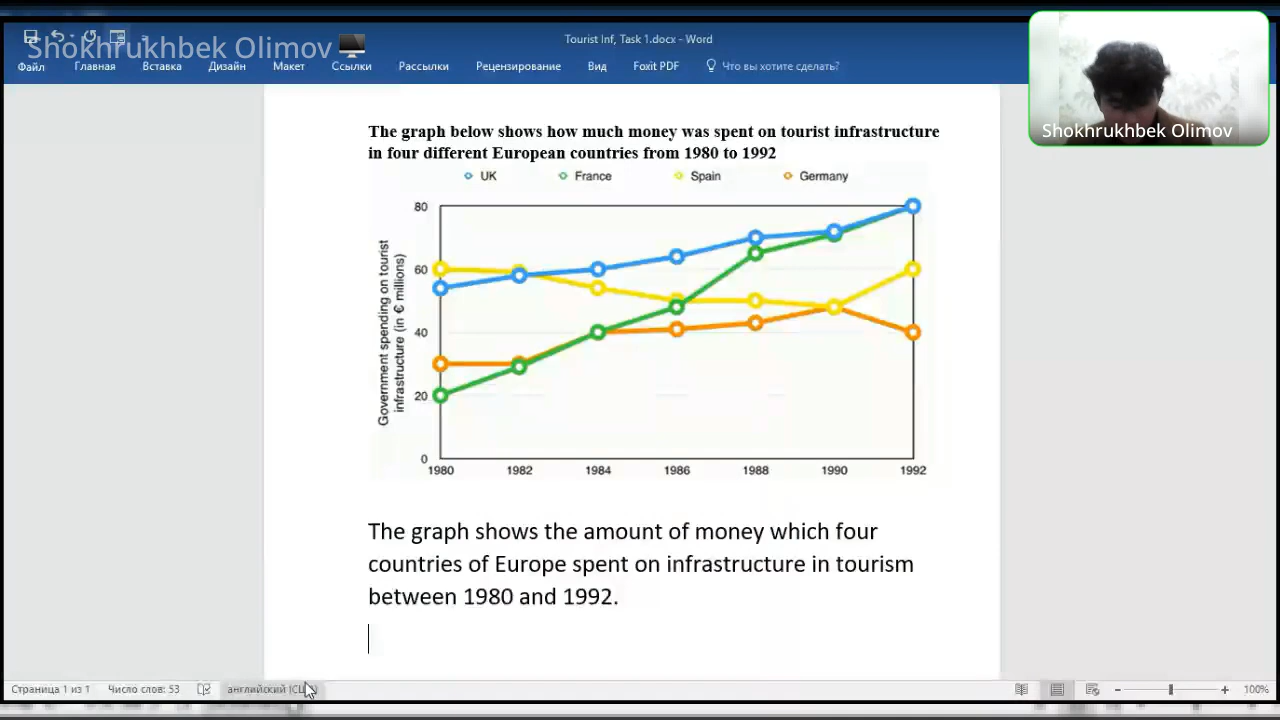 Shokhrukhbek Olimov
Tourist Inf, Task 1.docx - Word
Файл Главная Вставка Дизайн Макет Ссылки Рассылки Рецензирование Вид Foxit PDF Что вы хотите сделать?
Shokhrukhbek Olimov
The graph below shows how much money was spent on tourist infrastructure
in four different European countries from 1980 to 1992
UK France Spain Germany
Government spending on tourist
infrastructure (in € millions)
80
60
40
20
0
1980 1982 1984 1986 1988 1990 1992
The graph shows the amount of money which four
countries of Europe spent on infrastructure in tourism
between 1980 and 1992.
Страница 1 из 1 Число слов: 53 английский 100%